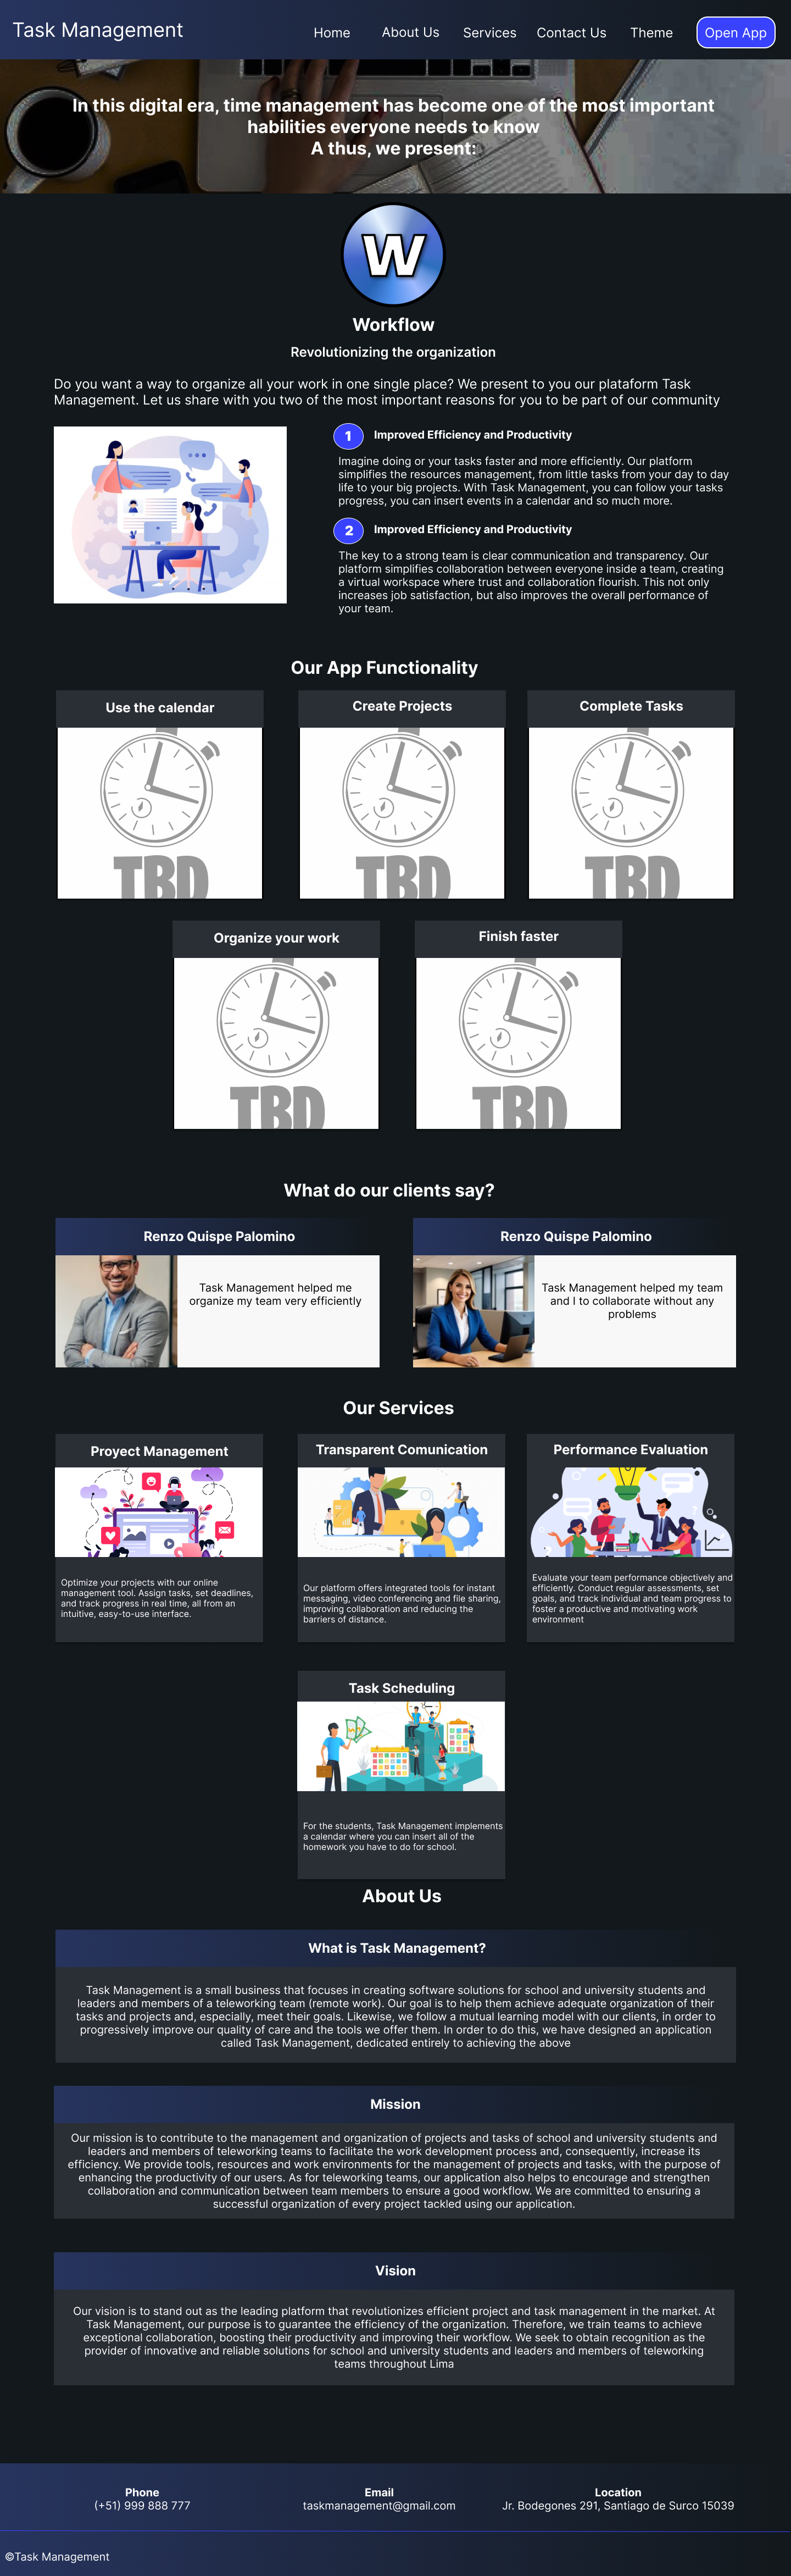 Task Management
Home
About Us
Services
Contact Us
Theme
Open App
In this digital era, time management has become one of the most important
habilities everyone needs to know
A thus, we present:
W
Workflow
Revolutionizing the organization
Do you want a way to organize all your work in one single place? We present to you our plataform Task
Management. Let us share with you two of the most important reasons for you to be part of our community
1
Improved Efficiency and Productivity
Imagine doing or your tasks faster and more efficiently. Our platform
simplifies the resources management, from little tasks from your day to day
life to your big projects. With Task Management, you can follow your tasks
progress, you can insert events in a calendar and so much more.
2
Improved Efficiency and Productivity
The key to a strong team is clear communication and transparency. Our
platform simplifies collaboration between everyone inside a team, creating
a virtual workspace where trust and collaboration flourish. This not only
increases job satisfaction, but also improves the overall performance of
your team.
Our App Functionality
Use the calendar
Create Projects
Complete Tasks
TBD
TBD
TBD
Organize your work
Finish faster
TBD
TBD
What do our clients say?
Renzo Quispe Palomino
Task Management helped me
organize my team very efficiently
Renzo Quispe Palomino
Task Management helped my team
and I to collaborate without any
problems
Our Services
Proyect Management
Optimize your projects with our online
management tool. Assign tasks, set deadlines,
and track progress in real time, all from an
intuitive, easy-to-use interface.
Transparent Comunication
Our platform offers integrated tools for instant
messaging, video conferencing and file sharing,
improving collaboration and reducing the
barriers of distance.
Performance Evaluation
Evaluate your team performance objectively and
efficiently. Conduct regular assessments, set
goals, and track individual and team progress to
foster a productive and motivating work
environment
Task Scheduling
For the students, Task Management implements
a calendar where you can insert all of the
homework you have to do for school.
About Us
What is Task Management?
Task Management is a small business that focuses in creating software solutions for school and university students and
leaders and members of a teleworking team (remote work). Our goal is to help them achieve adequate organization of their
tasks and projects and, especially, meet their goals. Likewise, we follow a mutual learning model with our clients, in order to
progressively improve our quality of care and the tools we offer them. In order to do this, we have designed an application
called Task Management, dedicated entirely to achieving the above
Mission
Our mission is to contribute to the management and organization of projects and tasks of school and university students and
leaders and members of teleworking teams to facilitate the work development process and, consequently, increase its
efficiency. We provide tools, resources and work environments for the management of projects and tasks, with the purpose of
enhancing the productivity of our users. As for teleworking teams, our application also helps to encourage and strengthen
collaboration and communication between team members to ensure a good workflow. We are committed to ensuring a
successful organization of every project tackled using our application.
Vision
Our vision is to stand out as the leading platform that revolutionizes efficient project and task management in the market. At
Task Management, our purpose is to guarantee the efficiency of the organization. Therefore, we train teams to achieve
exceptional collaboration, boosting their productivity and improving their workflow. We seek to obtain recognition as the
provider of innovative and reliable solutions for school and university students and leaders and members of teleworking
teams throughout Lima
Phone
(+51) 999 888 777
Email
taskmanagement@gmail.com
Location
Jr. Bodegones 291, Santiago de Surco 15039
©Task Management